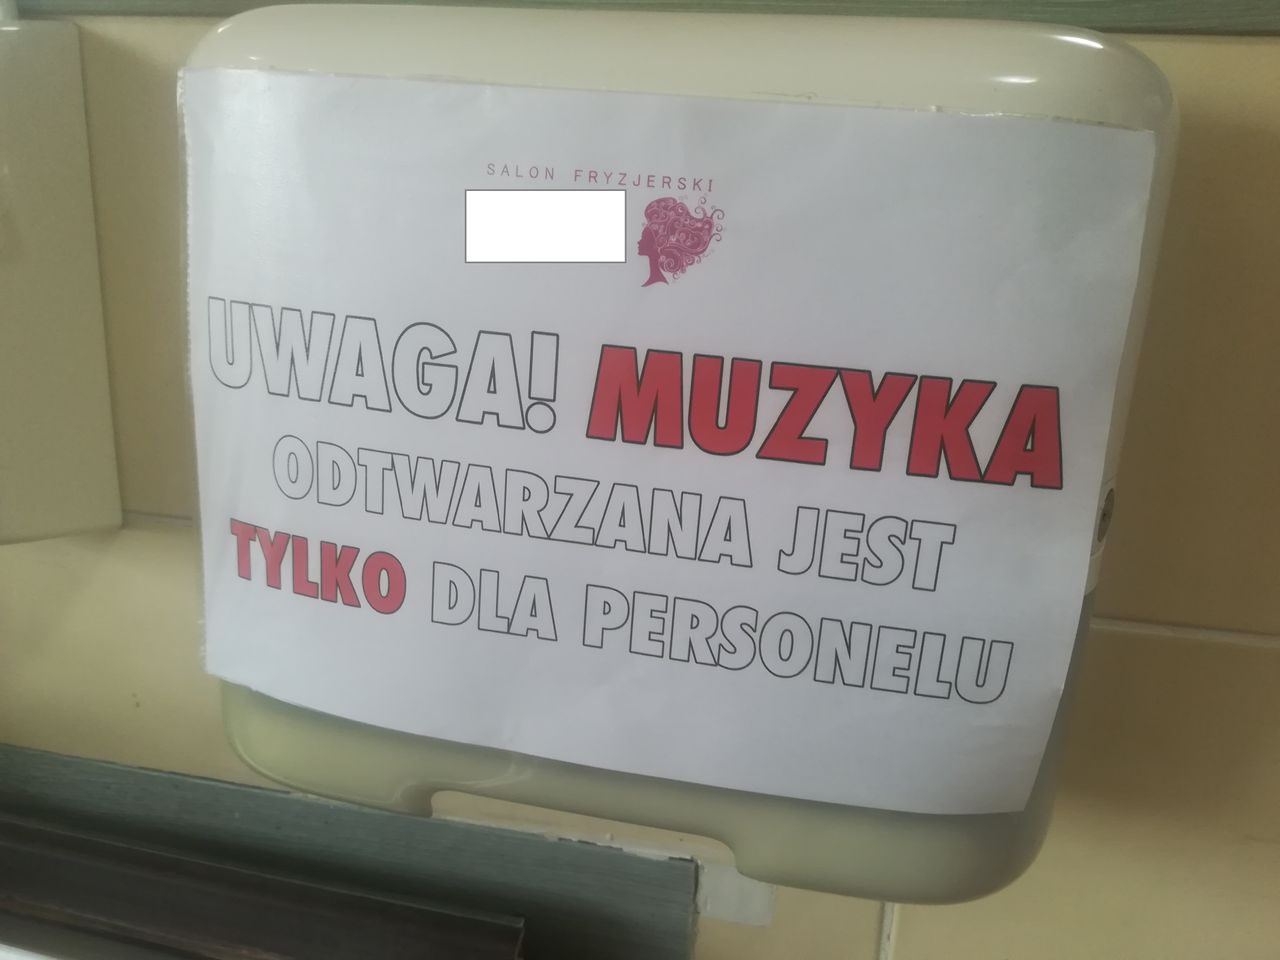 SALON FRYZJERSKI
UWAGA! MUZYKA
ODTWARZANA JEST
TYLKO DLA PERSONELU